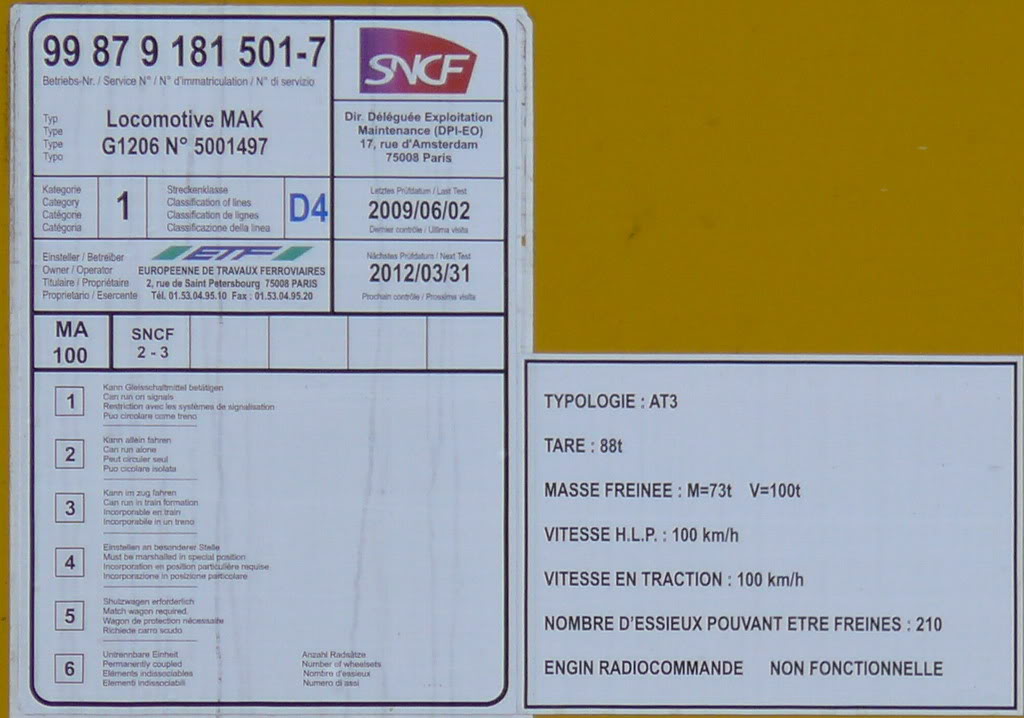 99 87 9 181 501-7
Betriebs-Nr. / Service N° / N° d'immatriculation / N° di servizio
SNCF
Typ
Type
Type
Typo
Locomotive MAK
G1206 N° 5001497
Dir. Déléguée Exploitation
Maintenance (DPI-EO)
17, rue d'Amsterdam
75008 Paris
Kategorie
Category
Catégorie
Catégoria
1
Streckenklasse
Classification of lines
Classification de lignes
Classificazione della linea
D4
Letztes Prüfdatum / Last Test
2009/06/02
Dernier contrôle / Ultima visita
Einsteller / Betreiber
Owner / Operator
Titulaire / Propriétaire
Proprietario / Esercente
ETF
EUROPEENNE DE TRAVAUX FERROVIAIRES
2, rue de Saint Petersbourg 75008 PARIS
Tél. 01.53.04.95.10 Fax : 01.53.04.95.20
Nächstes Prüfdatum / Next Test
2012/03/31
Prochain contrôle / Prossima visita
MA
100
SNCF
2 - 3
1
Kann Gleisschaltmittel betätigen
Can run on signals
Restriction avec les systèmes de signalisation
Puo circolare come treno
2
Kann allein fahren
Can run alone
Peut circuler seul
Puo cicolare isolata
3
Kann im zug fahren
Can run in train formation
Incorporable en train
Incorporabile in un treno
4
Einstellen an besonderer Stelle
Must be marshalled in special position
Incorporation en position particulière requise
Incorporazione in posizione particolare
5
Shutzwagen erforderlich
Match wagon required
Wagon de protection nécessaire
Richiede carro scudo
6
Untrennbare Einheit
Permanently coupled
Eléments indissociables
Elementi indissociabili
Anzahl Radsätze
Number of wheelsets
Nombre d'essieux
Numero di assi
TYPOLOGIE : AT3
TARE : 88t
MASSE FREINEE : M=73t V=100t
VITESSE H.L.P. : 100 km/h
VITESSE EN TRACTION : 100 km/h
NOMBRE D'ESSIEUX POUVANT ETRE FREINES : 210
ENGIN RADIOCOMMANDE NON FONCTIONNELLE